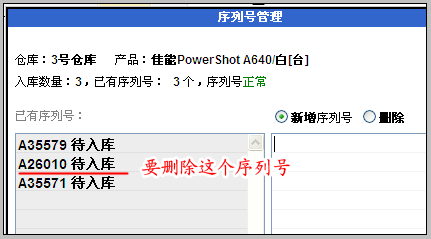 序列号管理
仓库：3号仓库 产品：佳能PowerShot A640/白[台]
入库数量：3，已有序列号： 3个，序列号正常
已有序列号： 新增序列号 删除
A35579 待入库
A26010 待入库 要删除这个序列号
A35571 待入库